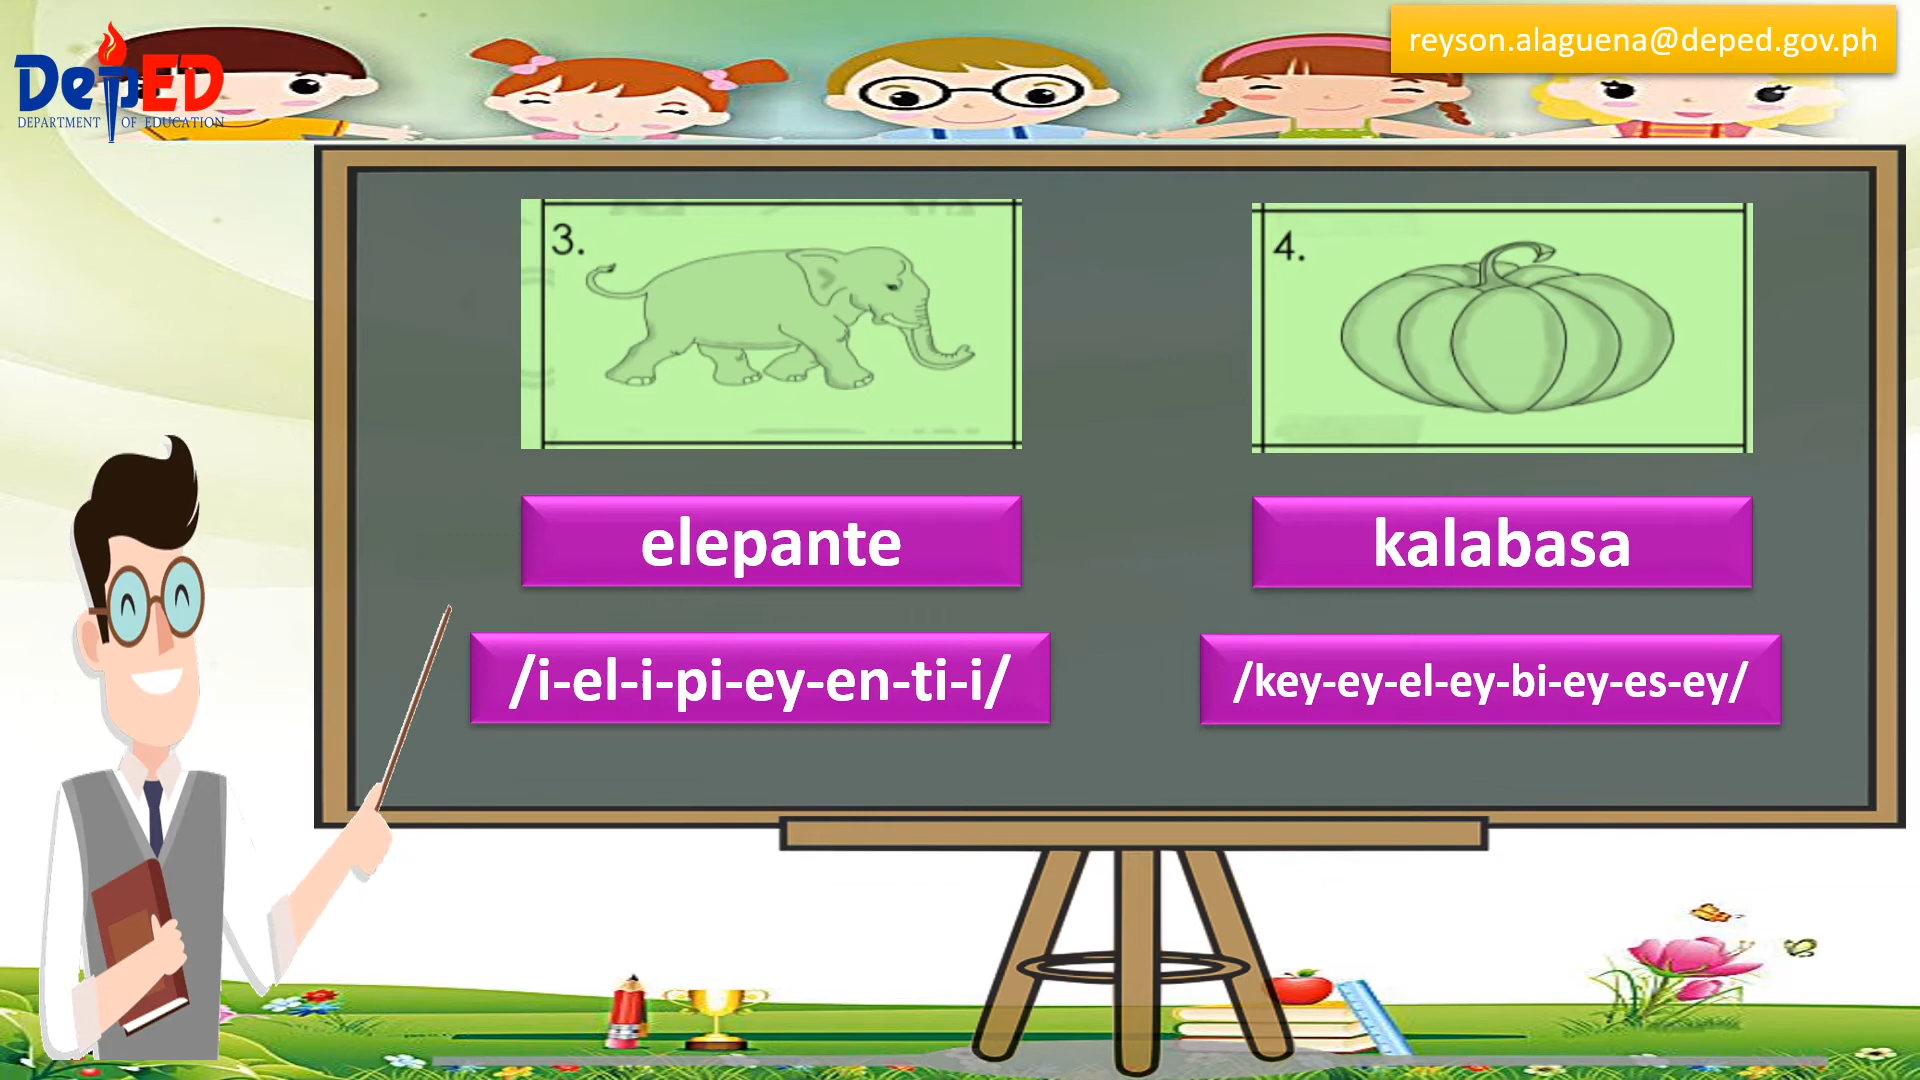 DepED
DEPARTMENT OF EDUCATION
reyson.alaguena@deped.gov.ph
3.
4.
elepante
kalabasa
/i-el-i-pi-ey-en-ti-i/
/key-ey-el-ey-bi-ey-es-ey/